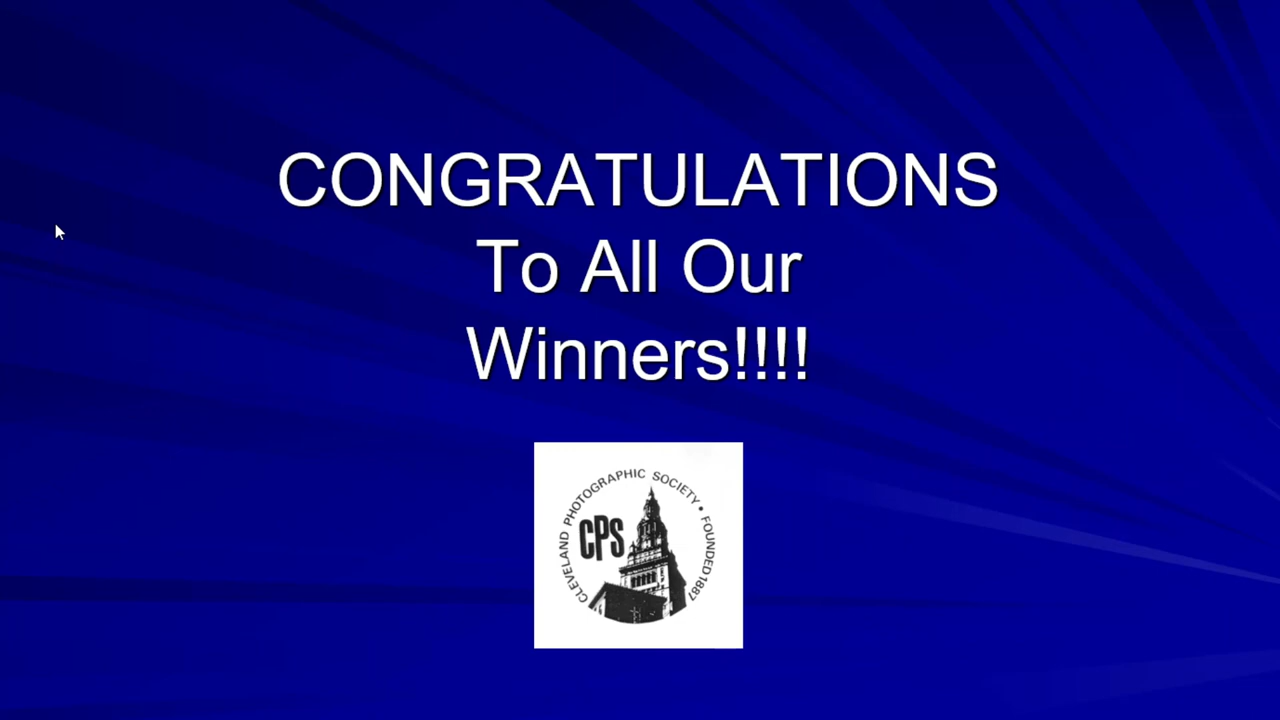 CONGRATULATIONS
To All Our
Winners!!!!
CLEVELAND PHOTOGRAPHIC SOCIETY • FOUNDED 1887
CPS